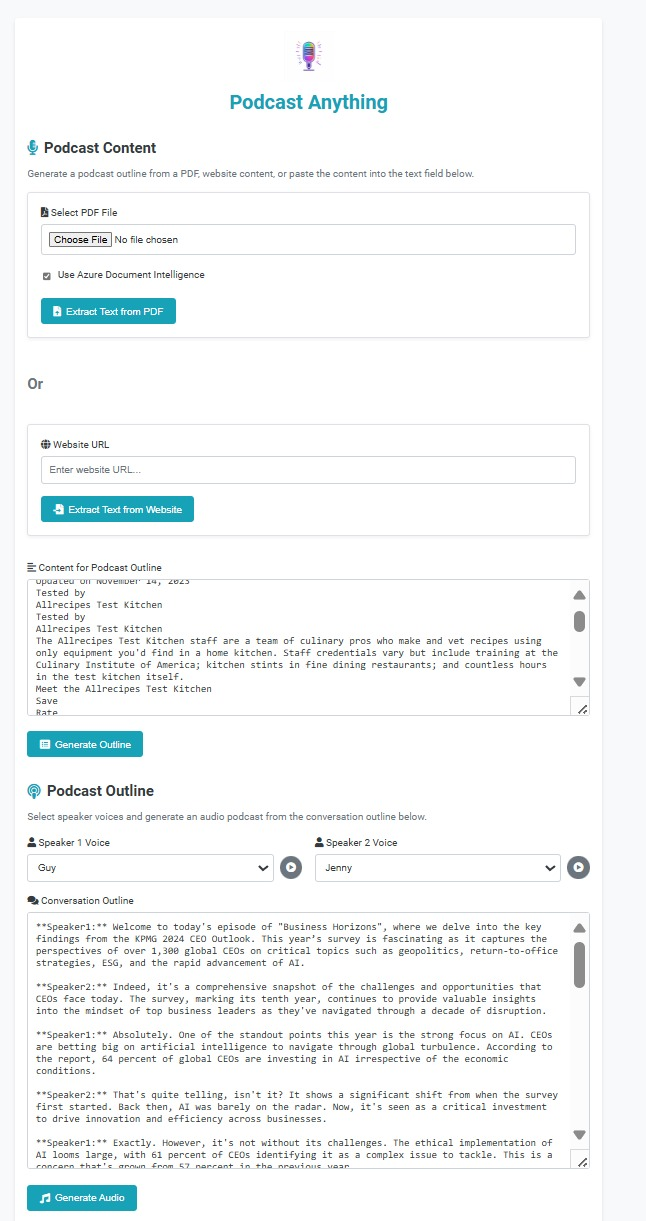 Podcast Anything
Podcast Content
Generate a podcast outline from a PDF, website content, or paste the content into the text field below.
Select PDF File
Choose File No file chosen
Use Azure Document Intelligence
Extract Text from PDF
Or
Website URL
Enter website URL...
Extract Text from Website
Content for Podcast Outline
Updated on November 14, 2023
Tested by
Allrecipes Test Kitchen
Tested by
Allrecipes Test Kitchen
The Allrecipes Test Kitchen staff are a team of culinary pros who make and vet recipes using
only equipment you'd find in a home kitchen. Staff credentials vary but include training at the
Culinary Institute of America; kitchen stints in fine dining restaurants; and countless hours
in the test kitchen itself.
Meet the Allrecipes Test Kitchen
Save
Rate
Generate Outline
Podcast Outline
Select speaker voices and generate an audio podcast from the conversation outline below.
Speaker 1 Voice Speaker 2 Voice
Guy Jenny
Conversation Outline
**Speaker1:** Welcome to today's episode of "Business Horizons", where we delve into the key
findings from the KPMG 2024 CEO Outlook. This year's survey is fascinating as it captures the
perspectives of over 1,300 global CEOs on critical topics such as geopolitics, return-to-office
strategies, ESG, and the rapid advancement of AI.
**Speaker2:** Indeed, it's a comprehensive snapshot of the challenges and opportunities that
CEOs face today. The survey, marking its tenth year, continues to provide valuable insights
into the mindset of top business leaders as they've navigated through a decade of disruption.
**Speaker1:** Absolutely. One of the standout points this year is the strong focus on AI. CEOs
are betting big on artificial intelligence to navigate through global turbulence. According to
the report, 64 percent of global CEOs are investing in AI irrespective of the economic
conditions.
**Speaker2:** That's quite telling, isn't it? It shows a significant shift from when the survey
first started. Back then, AI was barely on the radar. Now, it's seen as a critical investment
to drive innovation and efficiency across businesses.
**Speaker1:** Exactly. However, it's not without its challenges. The ethical implementation of
AI looms large, with 61 percent of CEOs identifying it as a complex issue to tackle. This is a
concern that's grown from 57 percent in the previous year.
Generate Audio